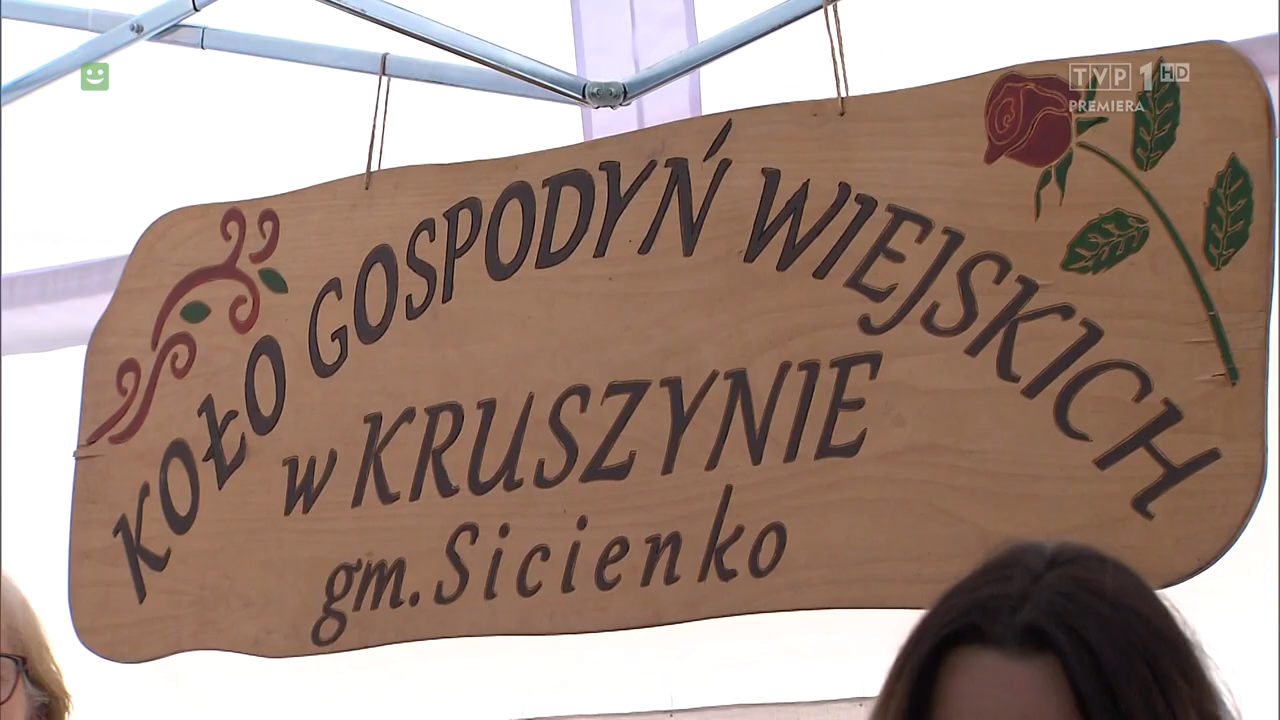 TVP 1 HD
PREMIERA
KOŁO GOSPODYŃ WIEJSKICH
w KRUSZYNIE
gm. Sicienko